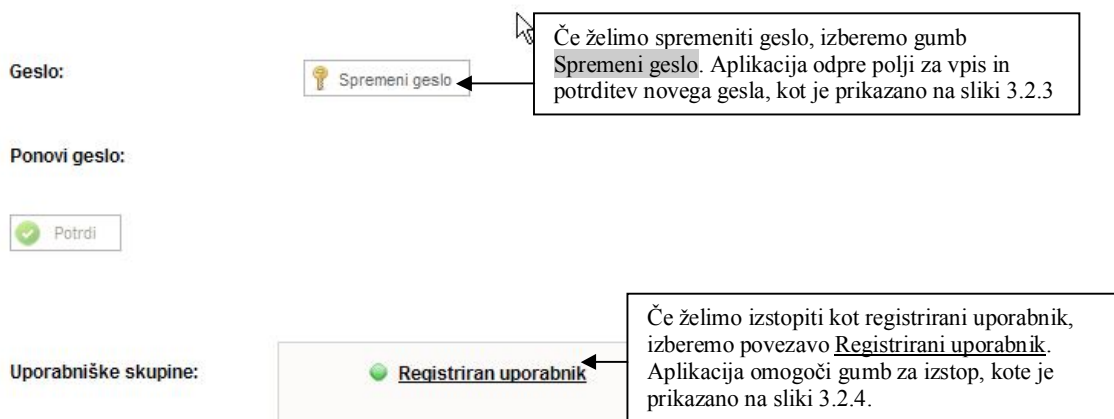 Če želimo spremeniti geslo, izberemo gumb
Spremeni geslo. Aplikacija odpre polji za vpis in
potrditev novega gesla, kot je prikazano na sliki 3.2.3
Geslo:
Spremeni geslo
Ponovi geslo:
Potrdi
Če želimo izstopiti kot registrirani uporabnik,
izberemo povezavo Registrirani uporabnik.
Aplikacija omogoči gumb za izstop, kote je
prikazano na sliki 3.2.4.
Uporabniške skupine:
Registriran uporabnik